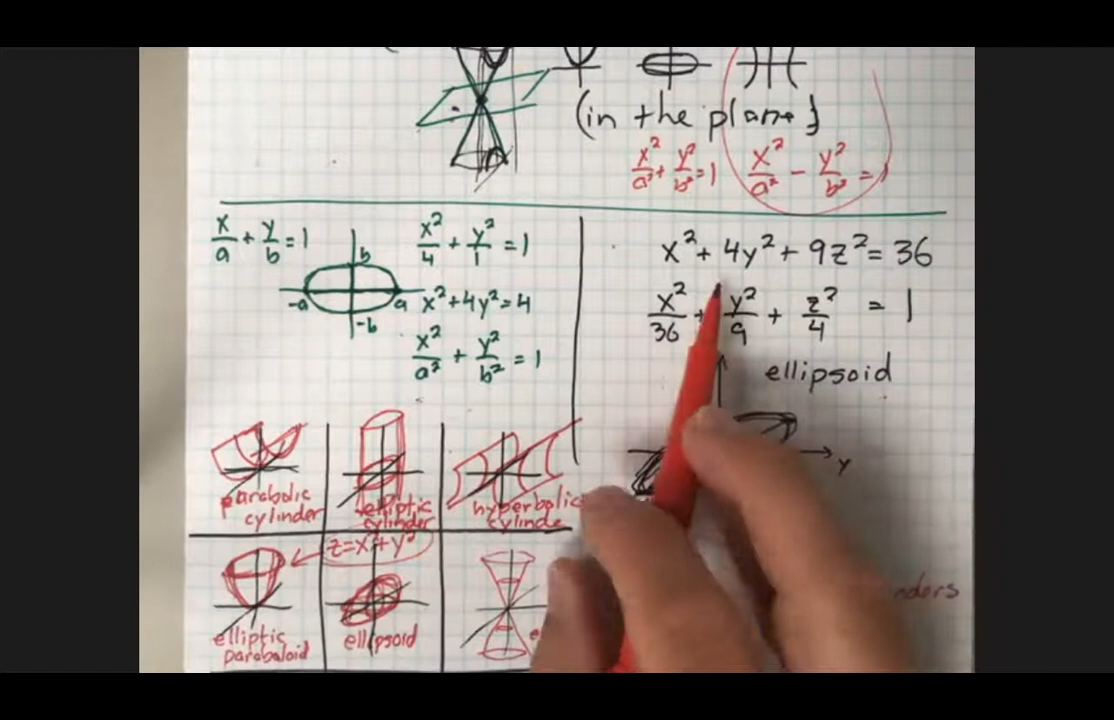 (in the plane)
x²/a² + y²/b² = 1
x²/a² - y²/b² = 1
x/a + y/b = 1
b
-a
a
-b
x²/4 + y²/1 = 1
x²+4y²=4
x²/a² + y²/b² = 1
x²+ 4y²+ 9z²= 36
x²/36 + y²/9 + z²/4 = 1
ellipsoid
y
parabolic
cylinder
elliptic
cylinder
hyperbolic
cylinde
z=x²+y²
elliptic
parabaloid
ellipsoid